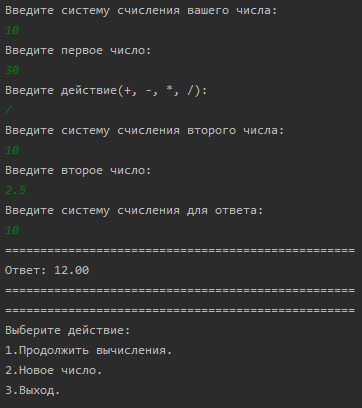 Введите систему счисления вашего числа:
10
Введите первое число:
30
Введите действие(+, -, *, /):
/
Введите систему счисления второго числа:
10
Введите второе число:
2.5
Введите систему счисления для ответа:
10
==================================================
Ответ: 12.00
==================================================
==================================================
Выберите действие:
1.Продолжить вычисления.
2.Новое число.
3.Выход.